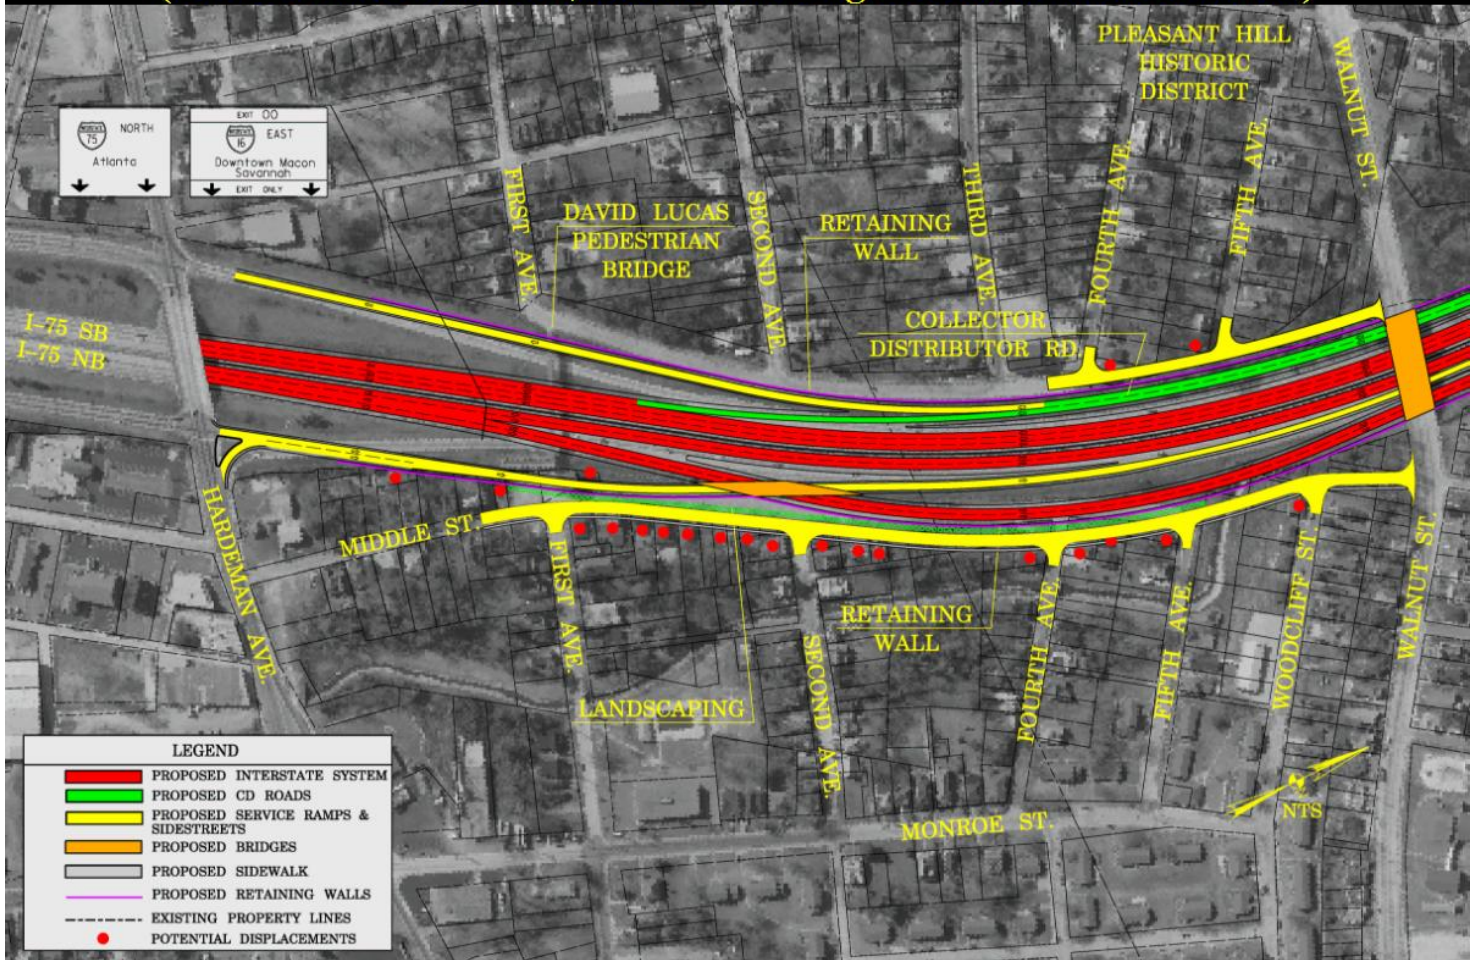 PLEASANT HILL
HISTORIC
DISTRICT
WALNUT ST.
EXIT OO
NORTH
75
Atlanta
EAST
16
Downtown Macon
Savannah
EXIT ONLY
FIRST AVE.
DAVID LUCAS
PEDESTRIAN
BRIDGE
SECOND AVE.
RETAINING
WALL
THIRD AVE.
FOURTH AVE.
FIFTH AVE.
COLLECTOR
DISTRIBUTOR RD.
I-75 SB
I-75 NB
HARDEMAN AVE.
MIDDLE ST.
FIRST AVE.
LANDSCAPING
SECOND AVE.
RETAINING
WALL
FOURTH AVE.
FIFTH AVE.
WOODCLIFF ST.
WALNUT ST.
MONROE ST.
NTS
LEGEND
PROPOSED INTERSTATE SYSTEM
PROPOSED CD ROADS
PROPOSED SERVICE RAMPS &
SIDESTREETS
PROPOSED BRIDGES
PROPOSED SIDEWALK
PROPOSED RETAINING WALLS
EXISTING PROPERTY LINES
POTENTIAL DISPLACEMENTS